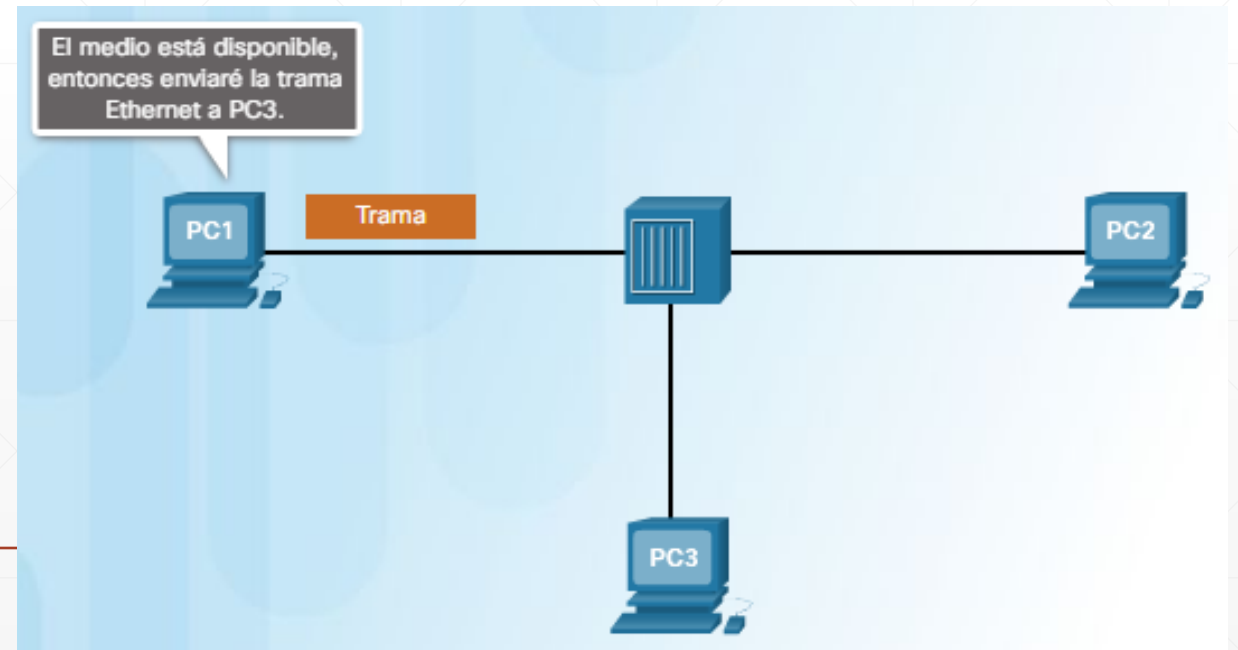 El medio está disponible,
entonces enviaré la trama
Ethernet a PC3.
PC1
Trama
PC2
PC3